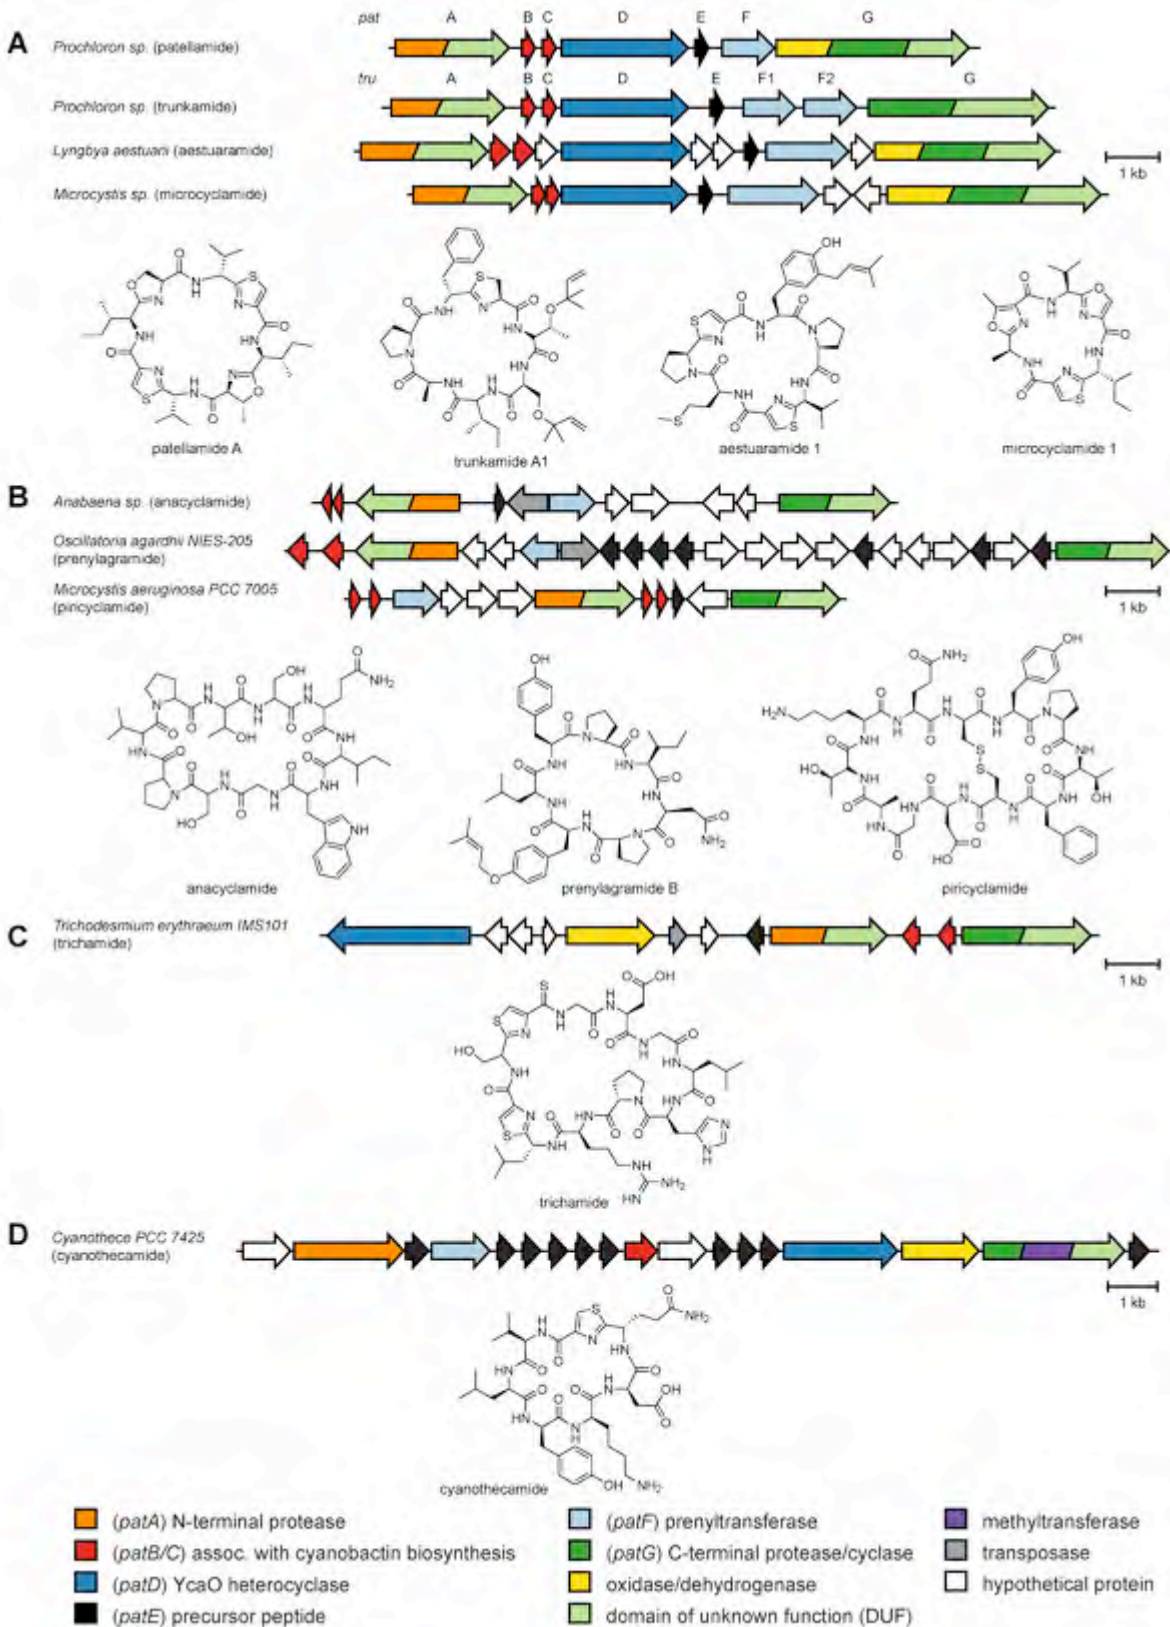 A
pat A B C D E F G
Prochloron sp. (patellamide)
tru A B C D E F1 F2 G
Prochloron sp. (trunkamide)
Lyngbya aestuarii (aestuaramide)
1 kb
Microcystis sp. (microcyclamide)
patellamide A
trunkamide A1
aestuaramide 1
microcyclamide 1
B
Anabaena sp. (anacyclamide)
Oscillatoria agardhii NIES-205
(prenylagramide)
Microcystis aeruginosa PCC 7005
(piricyclamide)
1 kb
anacyclamide
prenylagramide B
piricyclamide
C
Trichodesmium erythraeum IMS101
(trichamide)
1 kb
trichamide
D
Cyanothece PCC 7425
(cyanothecamide)
1 kb
cyanothecamide
(patA) N-terminal protease
(patF) prenyltransferase
methyltransferase
(patB/C) assoc. with cyanobactin biosynthesis
(patG) C-terminal protease/cyclase
transposase
(patD) YcaO heterocyclase
oxidase/dehydrogenase
hypothetical protein
(patE) precursor peptide
domain of unknown function (DUF)